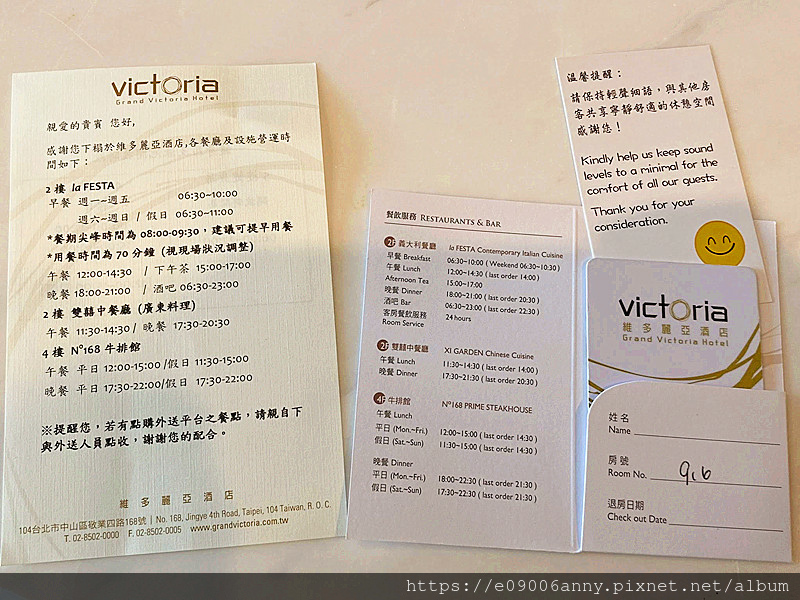 victoria
Grand Victoria Hotel
親愛的貴賓 您好,
感謝您下榻於維多麗亞酒店,各餐廳及設施營運時
間如下：
2 樓 la FESTA
早餐 週一~週五 06:30~10:00
週六~週日 / 假日 06:30~11:00
*餐期尖峰時間為 08:00-09:30，建議可提早用餐
*用餐時間為 70 分鐘 (視現場狀況調整)
午餐 12:00-14:30 / 下午茶 15:00-17:00
晚餐 18:00-21:00 / 酒吧 06:30-23:00
2 樓 雙囍中餐廳 (廣東料理)
午餐 11:30-14:30 / 晚餐 17:30-20:30
4 樓 N°168 牛排館
午餐 平日 12:00-15:00 /假日 11:30-15:00
晚餐 平日 17:30-22:00/假日 17:30-22:00
※提醒您，若有點購外送平台之餐點，請親自下
與外送人員點收，謝謝您的配合。
維多麗亞酒店
104台北市中山區敬業四路168號 | No. 168, Jingye 4th Road, Taipei, 104 Taiwan, R. O. C.
T. 02-8502-0000 F. 02-8502-0005 www.grandvictoria.com.tw
餐飲服務 RESTAURANTS & BAR
2F 義大利餐廳 la FESTA Contemporary Italian Cuisine
早餐 Breakfast 06:30~10:00 ( Weekend 06:30~10:30 )
午餐 Lunch 12:00~14:30 ( last order 14:00 )
Afternoon Tea 15:00~17:00
晚餐 Dinner 18:00~21:00 ( last order 20:30 )
酒吧 Bar 06:30~23:00 ( last order 22:30 )
客房餐飲服務 24 hours
Room Service
2F 雙囍中餐廳 XI GARDEN Chinese Cuisine
午餐 Lunch 11:30~14:30 ( last order 14:00 )
晚餐 Dinner 17:30~21:30 ( last order 20:30 )
4F 牛排館 N°168 PRIME STEAKHOUSE
午餐 Lunch
平日 (Mon.~Fri.) 12:00~15:00 ( last order 14:30 )
假日 (Sat.~Sun.) 11:30~15:00 ( last order 14:30 )
晚餐 Dinner
平日 (Mon.~Fri.) 18:00~22:30 ( last order 21:30 )
假日 (Sat.~Sun.) 17:30~22:30 ( last order 21:30 )
溫馨提醒：
請保持輕聲細語，與其他房
客共享寧靜舒適的休憩空間
感謝您！
Kindly help us keep sound
levels to a minimal for the
comfort of all our guests.
Thank you for your
consideration.
victoria
維多麗亞酒店
Grand Victoria Hotel
姓名
Name
房號
Room No. 916
退房日期
Check out Date
https://e09006anny.pixnet.net/album